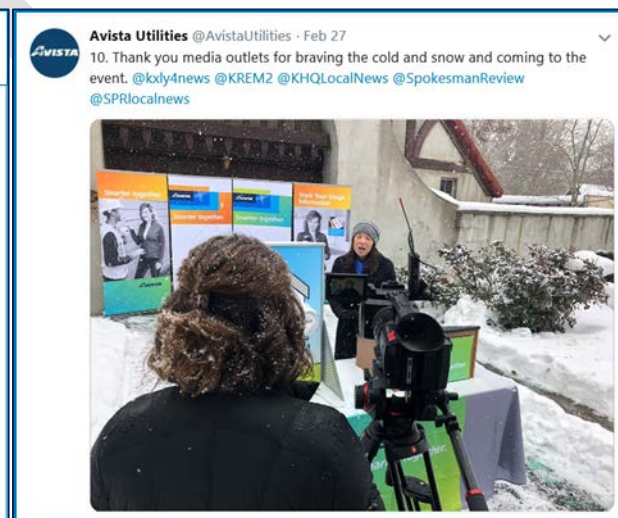 Avista Utilities @AvistaUtilities · Feb 27
10. Thank you media outlets for braving the cold and snow and coming to the
event. @kxly4news @KREM2 @KHQLocalNews @SpokesmanReview
@SPRlocalnews
AVISTA
Smarter together
Smarter together
Smarter together
Track Your Usage
Information
AVISTA